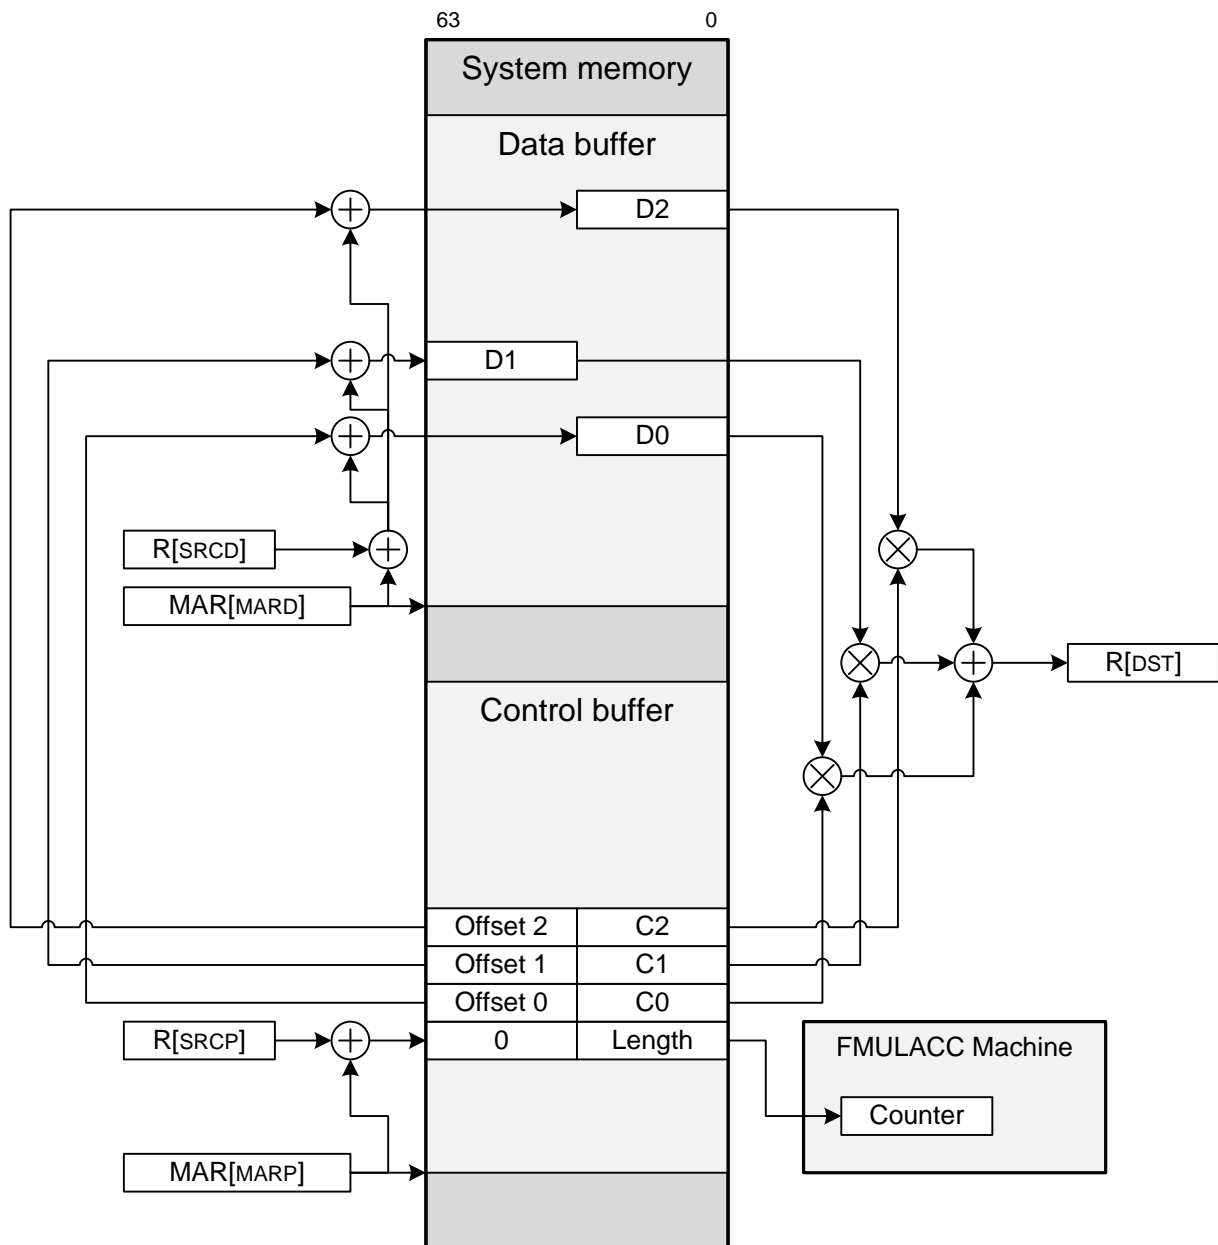 63 0
System memory
Data buffer
D2
D1
D0
R[SRCD]
MAR[MARD]
R[DST]
Control buffer
Offset 2 C2
Offset 1 C1
Offset 0 C0
R[SRCP] 0 Length
FMULACC Machine
Counter
MAR[MARP]